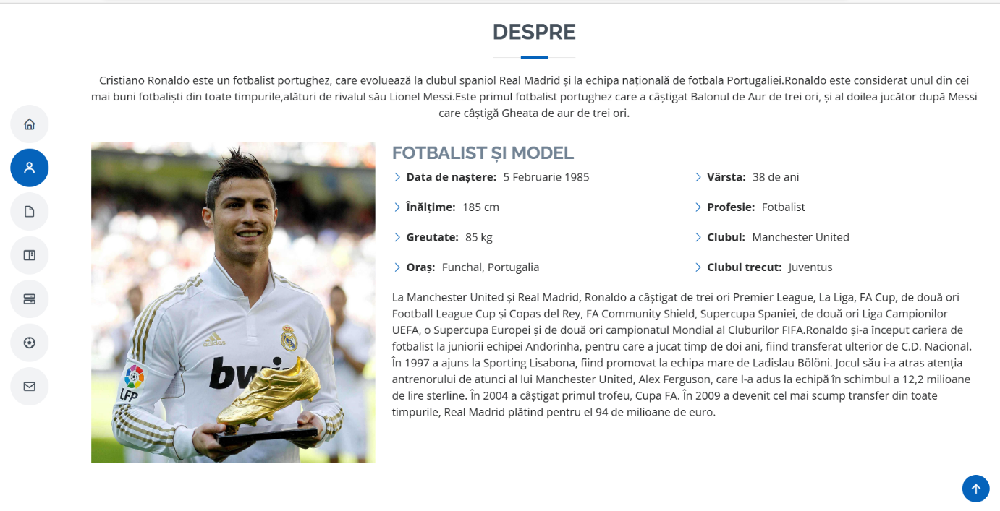 DESPRE
Cristiano Ronaldo este un fotbalist portughez, care evoluează la clubul spaniol Real Madrid și la echipa națională de fotbala Portugaliei.Ronaldo este considerat unul din cei
mai buni fotbaliști din toate timpurile,alături de rivalul său Lionel Messi.Este primul fotbalist portughez care a câștigat Balonul de Aur de trei ori, și al doilea jucător după Messi
care câștigă Gheata de aur de trei ori.
FOTBALIST ȘI MODEL
Data de naștere: 5 Februarie 1985
Vârsta: 38 de ani
Înălțime: 185 cm
Profesie: Fotbalist
Greutate: 85 kg
Clubul: Manchester United
Oraș: Funchal, Portugalia
Clubul trecut: Juventus
La Manchester United și Real Madrid, Ronaldo a câștigat de trei ori Premier League, La Liga, FA Cup, de două ori
Football League Cup și Copas del Rey, FA Community Shield, Supercupa Spaniei, de două ori Liga Campionilor
UEFA, o Supercupa Europei și de două ori campionatul Mondial al Cluburilor FIFA.Ronaldo și-a început cariera de
fotbalist la juniorii echipei Andorinha, pentru care a jucat timp de doi ani, fiind transferat ulterior de C.D. Nacional.
În 1997 a ajuns la Sporting Lisabona, fiind promovat la echipa mare de Ladislau Bölöni. Jocul său i-a atras atenția
antrenorului de atunci al lui Manchester United, Alex Ferguson, care l-a adus la echipă în schimbul a 12,2 milioane
de lire sterline. În 2004 a câștigat primul trofeu, Cupa FA. În 2009 a devenit cel mai scump transfer din toate
timpurile, Real Madrid plătind pentru el 94 de milioane de euro.
adidas
bwi
LFP